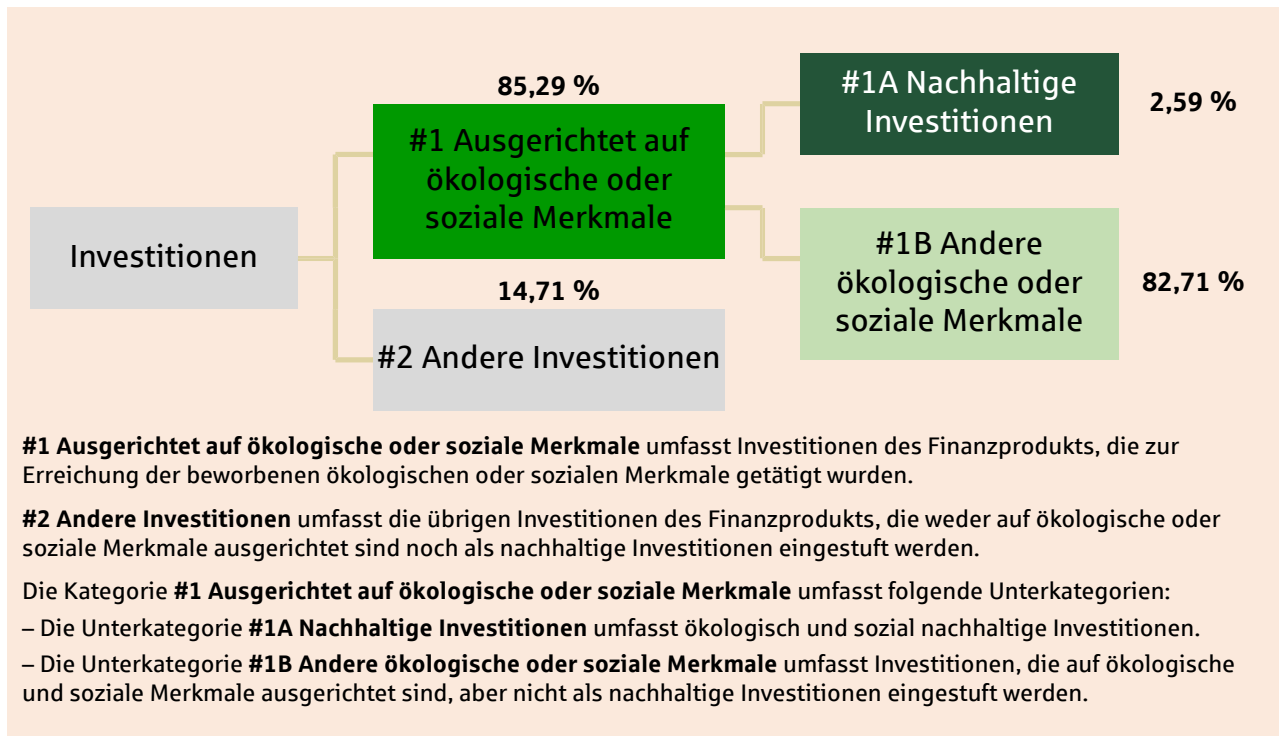 85,29 %
#1 Ausgerichtet auf
ökologische oder
soziale Merkmale
#1A Nachhaltige
Investitionen
2,59 %
Investitionen
#1B Andere
ökologische oder
soziale Merkmale
82,71 %
14,71 %
#2 Andere Investitionen
#1 Ausgerichtet auf ökologische oder soziale Merkmale umfasst Investitionen des Finanzprodukts, die zur
Erreichung der beworbenen ökologischen oder sozialen Merkmale getätigt wurden.
#2 Andere Investitionen umfasst die übrigen Investitionen des Finanzprodukts, die weder auf ökologische oder
soziale Merkmale ausgerichtet sind noch als nachhaltige Investitionen eingestuft werden.
Die Kategorie #1 Ausgerichtet auf ökologische oder soziale Merkmale umfasst folgende Unterkategorien:
– Die Unterkategorie #1A Nachhaltige Investitionen umfasst ökologisch und sozial nachhaltige Investitionen.
– Die Unterkategorie #1B Andere ökologische oder soziale Merkmale umfasst Investitionen, die auf ökologische
und soziale Merkmale ausgerichtet sind, aber nicht als nachhaltige Investitionen eingestuft werden.